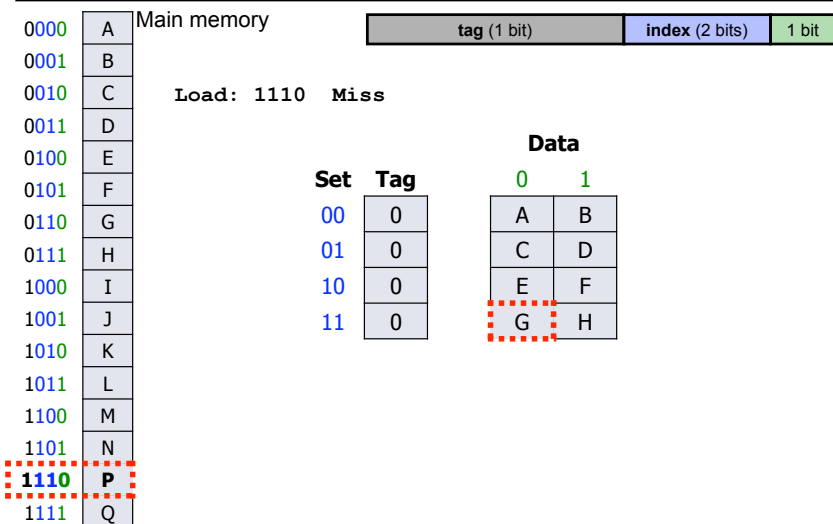 Main memory
tag (1 bit) index (2 bits) 1 bit
0000 A
0001 B
0010 C
0011 D
0100 E
0101 F
0110 G
0111 H
1000 I
1001 J
1010 K
1011 L
1100 M
1101 N
1110 P
1111 Q
Load: 1110 Miss
Data
Set Tag 0 1
00 0 A B
01 0 C D
10 0 E F
11 0 G H